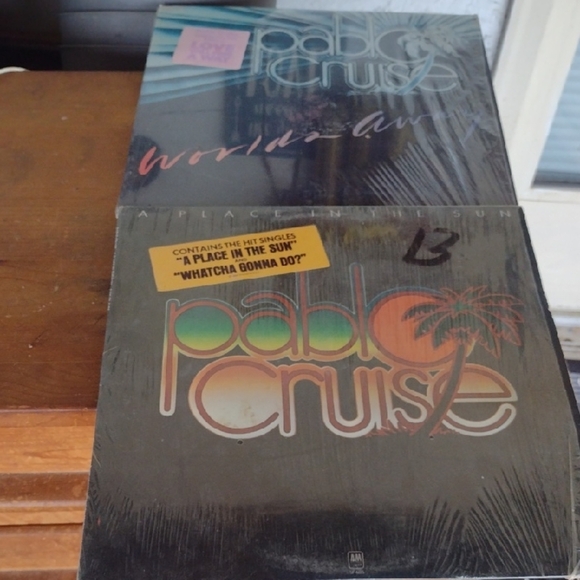 pablo
cruise
Worlds Away
A PLACE IN THE SUN
CONTAINS THE HIT SINGLES
"A PLACE IN THE SUN"
"WHATCHA GONNA DO?"
13
pablo
cruise
A&M